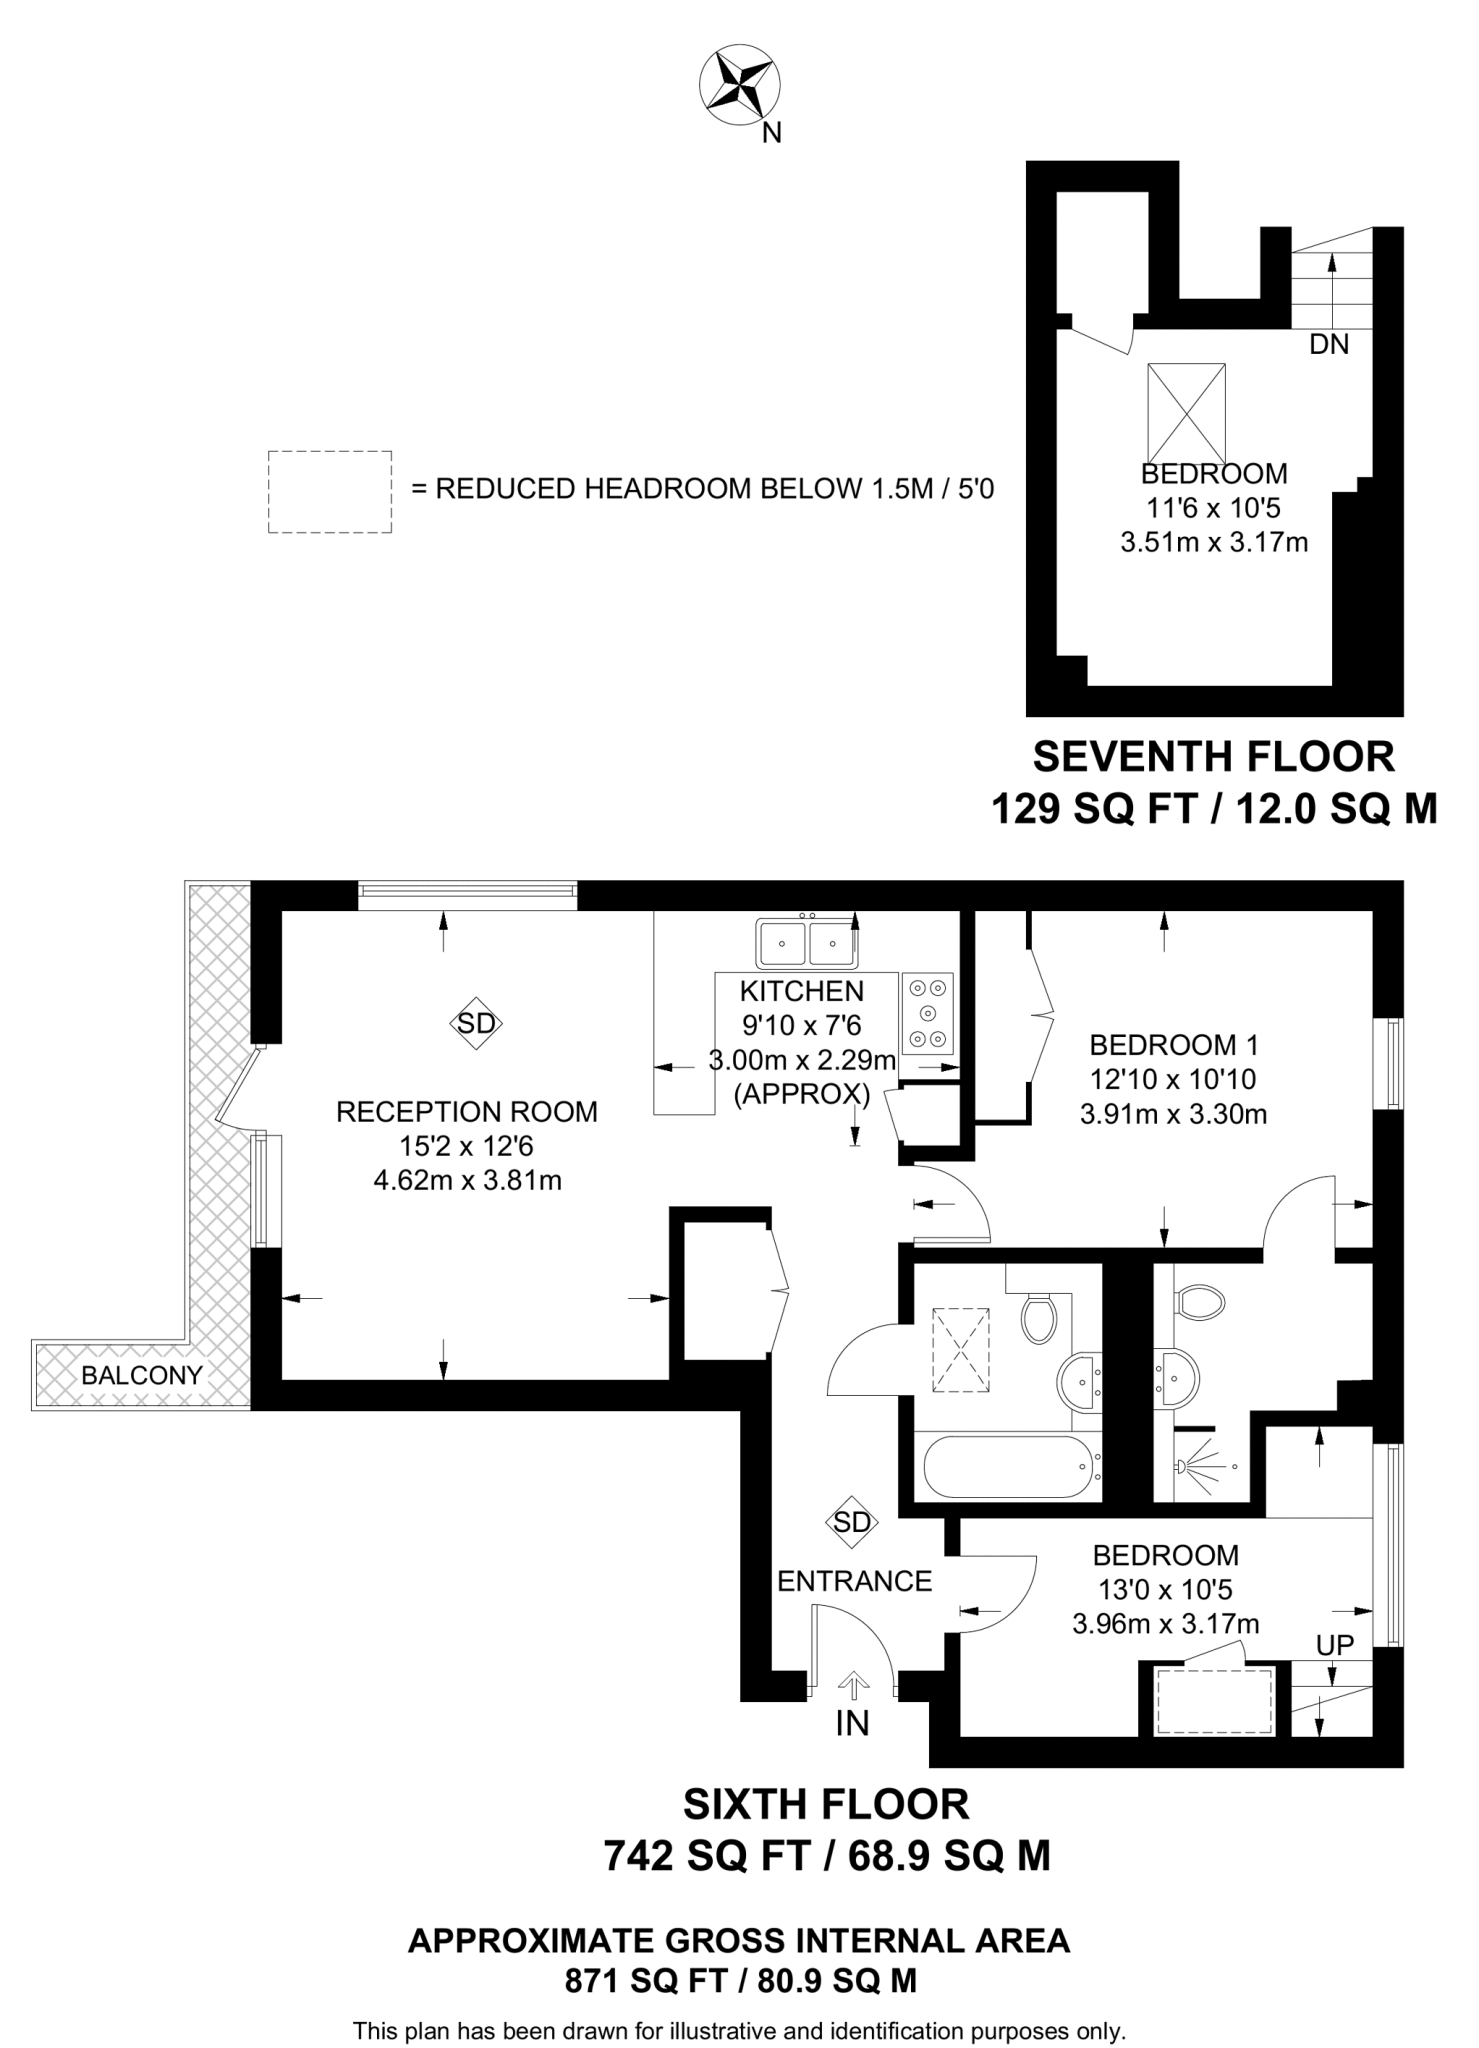 N
DN
BEDROOM
11'6 x 10'5
3.51m x 3.17m
= REDUCED HEADROOM BELOW 1.5M / 5'0
SEVENTH FLOOR
129 SQ FT / 12.0 SQ M
SD
KITCHEN
9'10 x 7'6
3.00m x 2.29m
(APPROX)
RECEPTION ROOM
15'2 x 12'6
4.62m x 3.81m
BEDROOM 1
12'10 x 10'10
3.91m x 3.30m
BALCONY
SD
ENTRANCE
BEDROOM
13'0 x 10'5
3.96m x 3.17m
UP
IN
SIXTH FLOOR
742 SQ FT / 68.9 SQ M
APPROXIMATE GROSS INTERNAL AREA
871 SQ FT / 80.9 SQ M
This plan has been drawn for illustrative and identification purposes only.